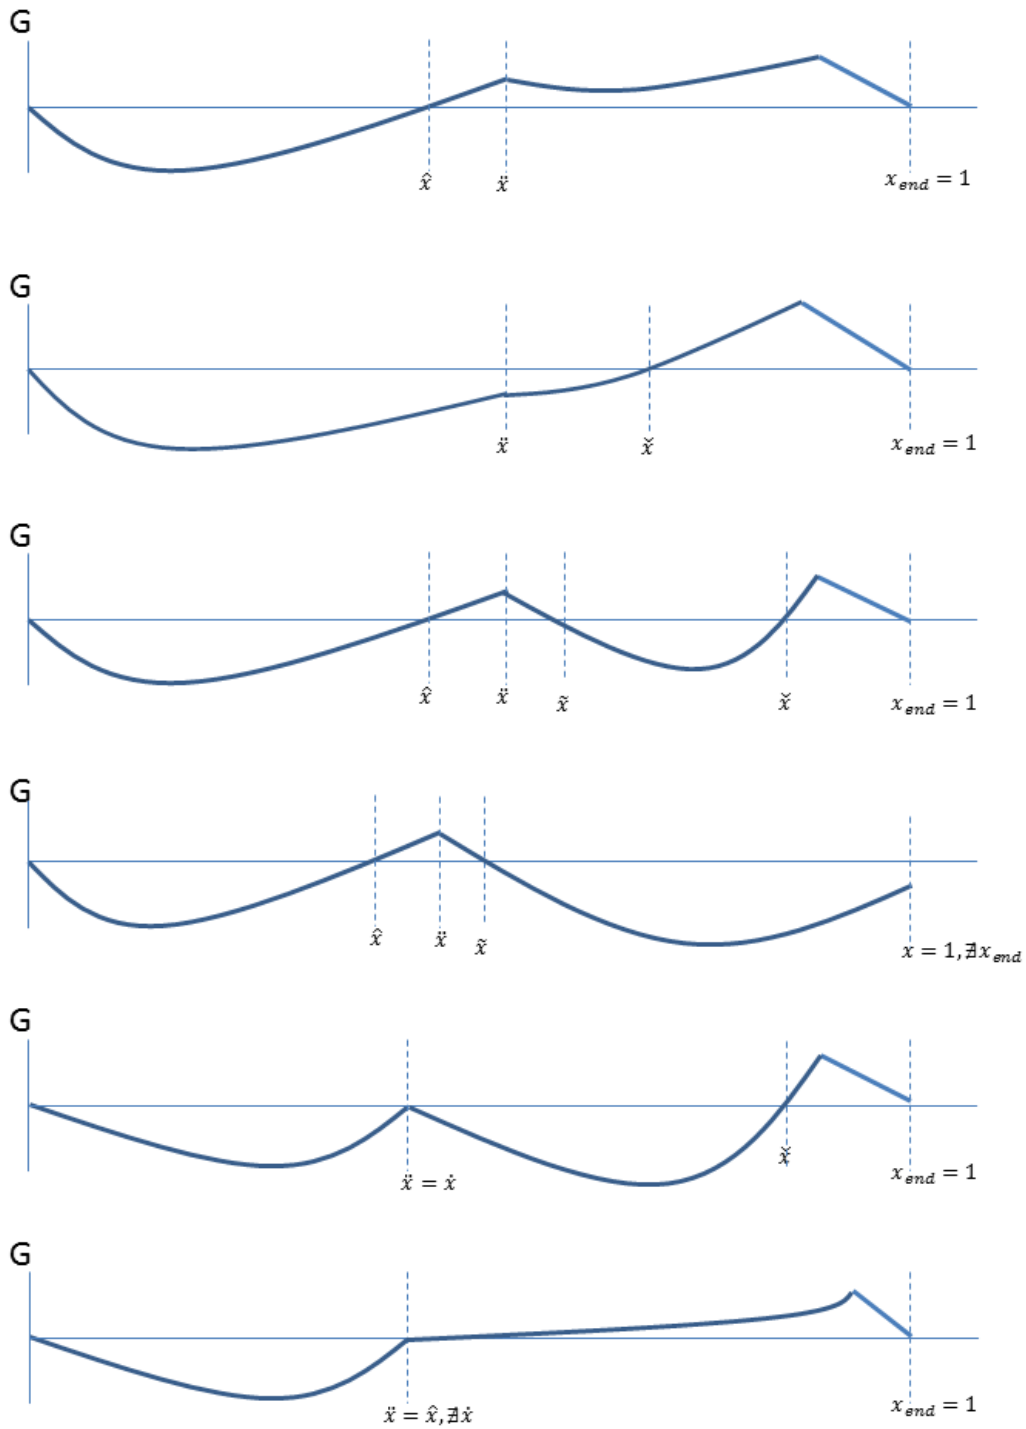 G
x̂ ẍ x_end = 1
G
ẍ x̌ x_end = 1
G
x̂ ẍ x̃ x̌ x_end = 1
G
x̂ ẍ x̃ x = 1, ∄x_end
G
ẍ = ẋ x̌ x_end = 1
G
ẍ = x̂, ∄ẋ x_end = 1